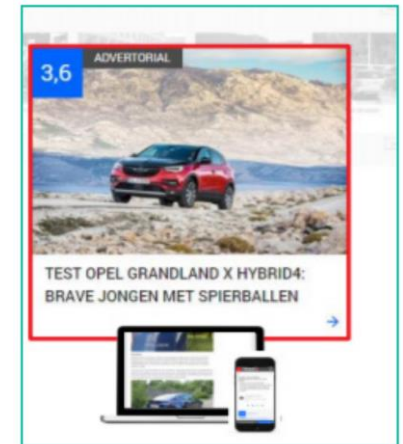 3,6
ADVERTORIAL
TEST OPEL GRANDLAND X HYBRID4:
BRAVE JONGEN MET SPIERBALLEN